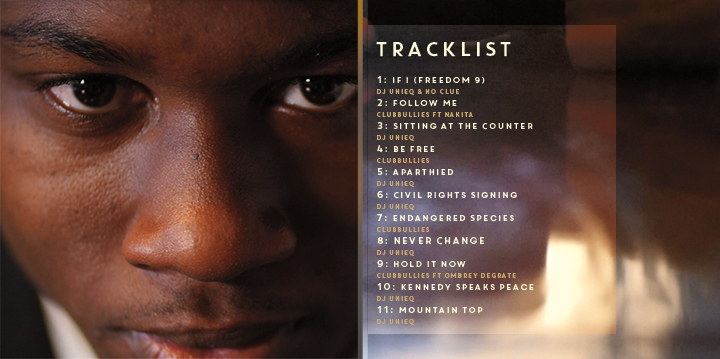 TRACKLIST
1: IF I (FREEDOM 9)
DJ UNIEQ & NO CLUE
2: FOLLOW ME
CLUBBULLIES FT NAKITA
3: SITTING AT THE COUNTER
DJ UNIEQ
4: BE FREE
CLUBBULLIES
5: APARTHIED
DJ UNIEQ
6: CIVIL RIGHTS SIGNING
DJ UNIEQ
7: ENDANGERED SPECIES
CLUBBULLIES
8: NEVER CHANGE
DJ UNIEQ
9: HOLD IT NOW
CLUBBULLIES FT OMBREY DEGRATE
10: KENNEDY SPEAKS PEACE
DJ UNIEQ
11: MOUNTAIN TOP
DJ UNIEQ